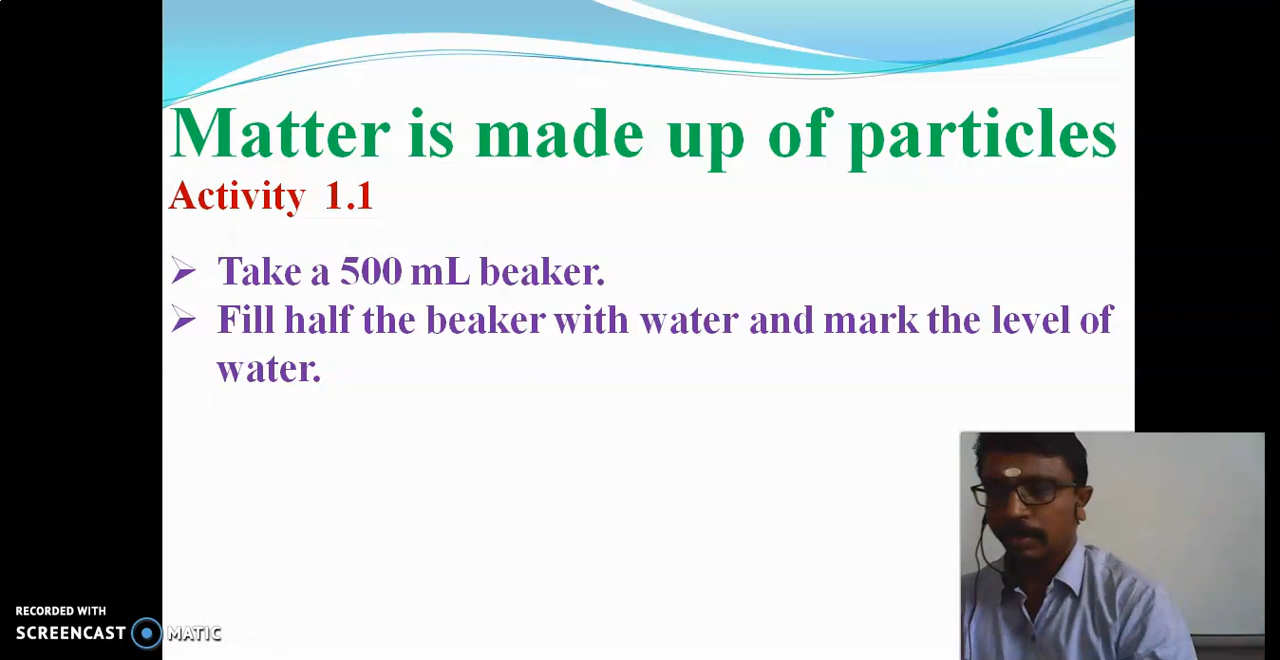 Matter is made up of particles
Activity 1.1
➢ Take a 500 mL beaker.
➢ Fill half the beaker with water and mark the level of
water.
RECORDED WITH
SCREENCAST MATIC